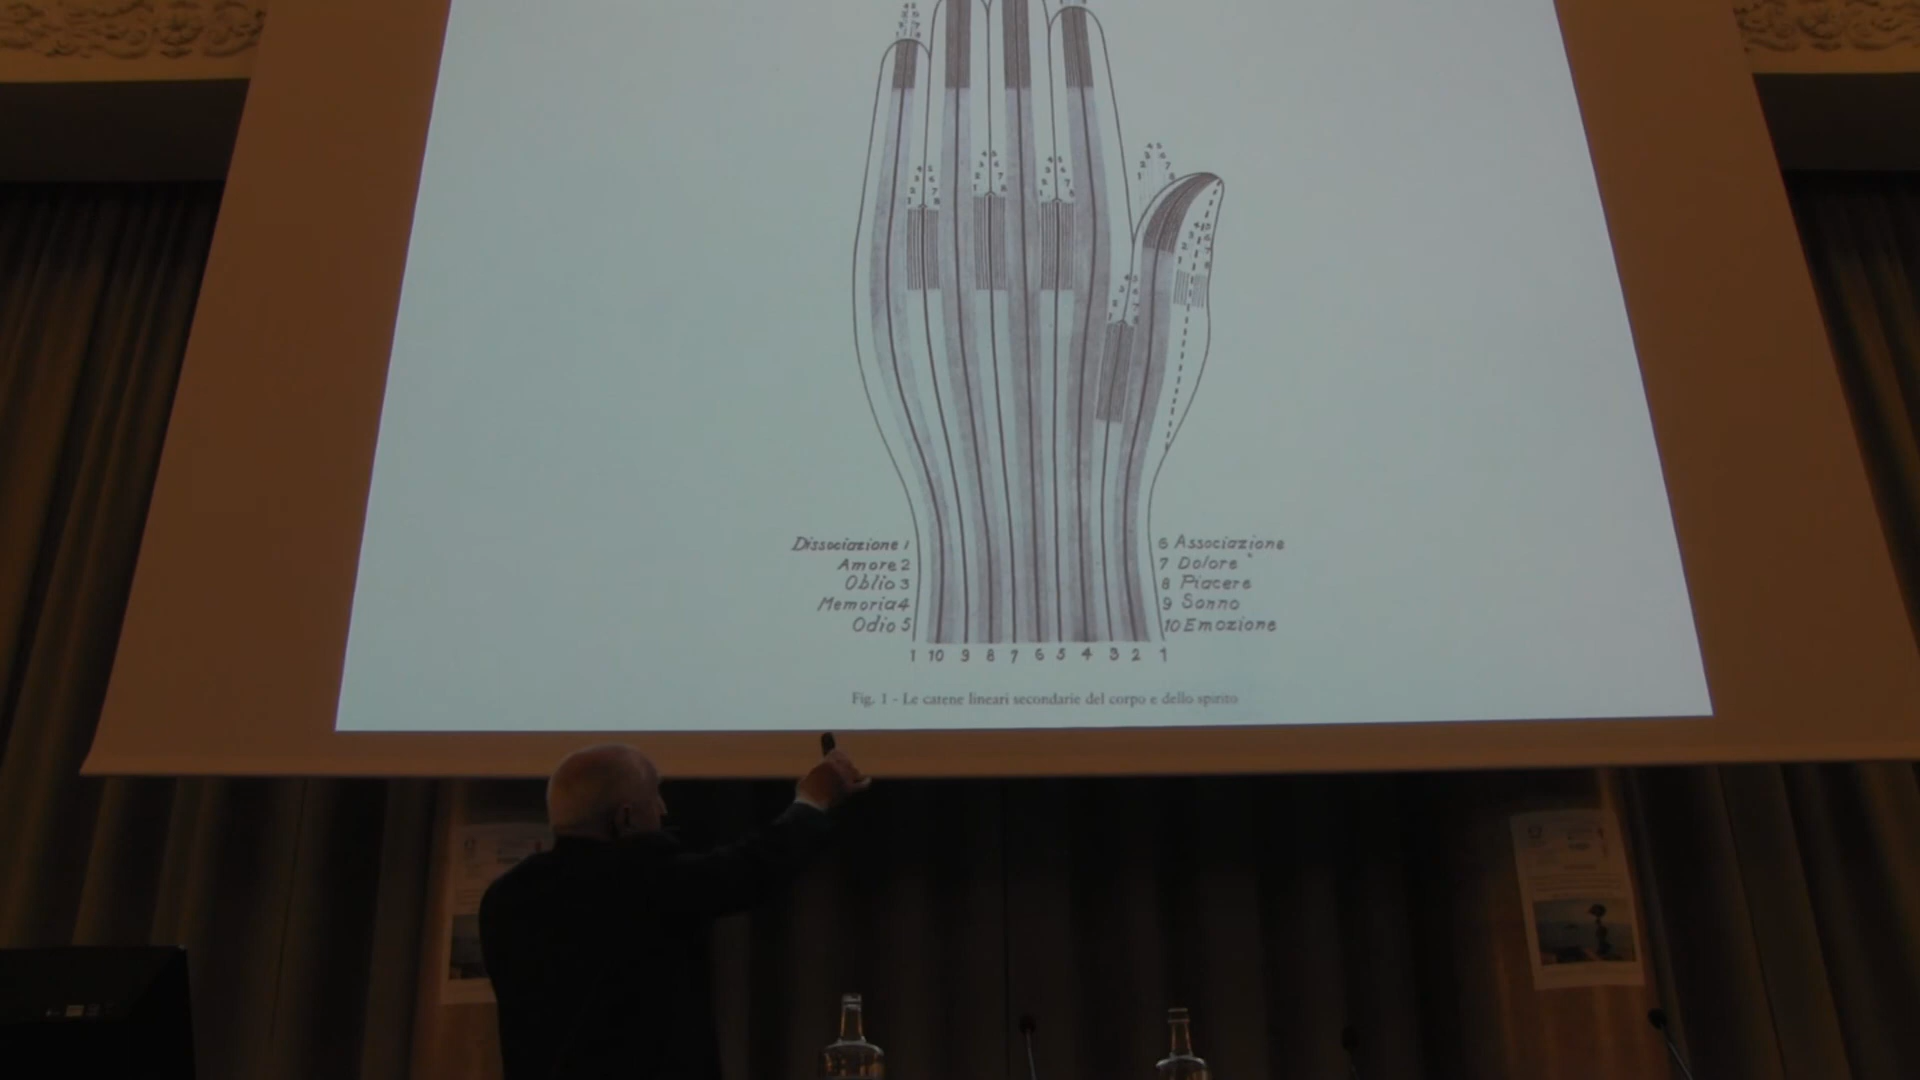 Dissociazione 1
Amore 2
Oblio 3
Memoria 4
Odio 5
6 Associazione
7 Dolore
8 Piacere
9 Sonno
10 Emozione
1 10 9 8 7 6 5 4 3 2 1
Fig. 1 - Le catene lineari secondarie del corpo e dello spirito